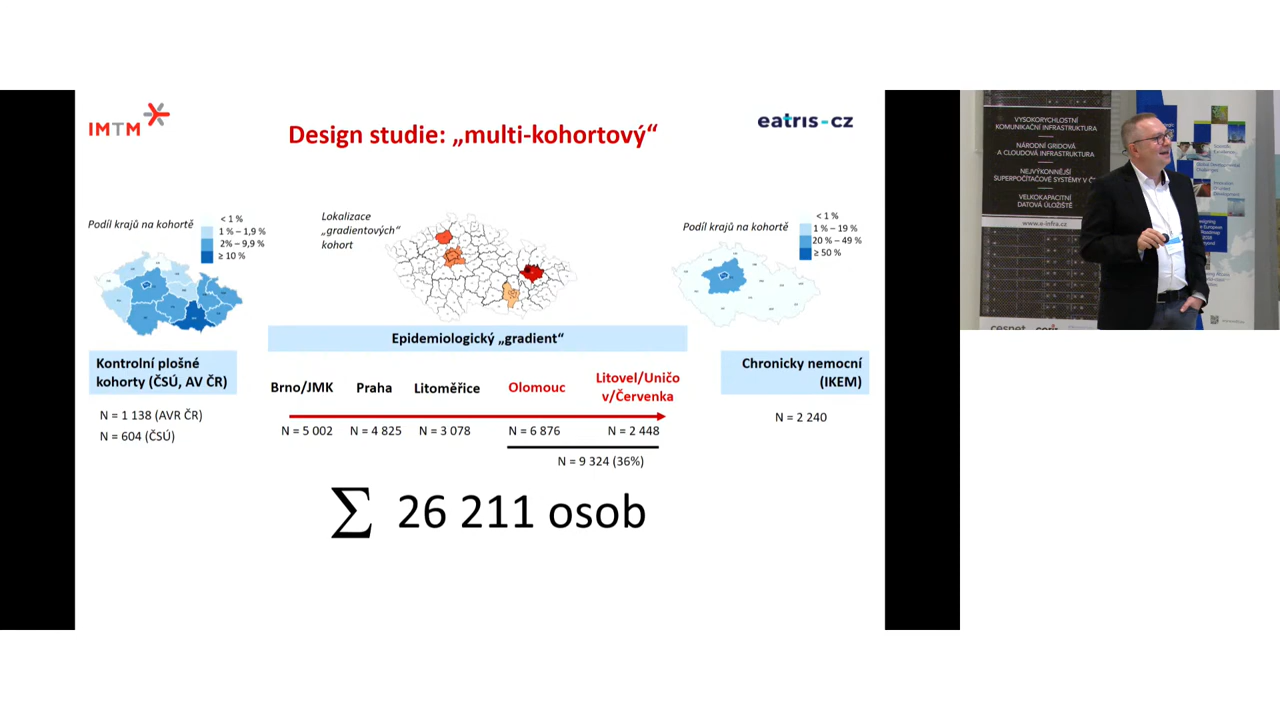 IMTM
Design studie: „multi-kohortový“
eatris-cz
Podíl krajů na kohortě
< 1 %
1 % – 1,9 %
2% – 9,9 %
≥ 10 %
Lokalizace
„gradientových“
kohort
Podíl krajů na kohortě
< 1 %
1 % – 19 %
20 % – 49 %
≥ 50 %
Epidemiologický „gradient“
Kontrolní plošné
kohorty (ČSÚ, AV ČR)
N = 1 138 (AVR ČR)
N = 604 (ČSÚ)
Brno/JMK
Praha
Litoměřice
Olomouc
Litovel/Uničo
v/Červenka
N = 5 002
N = 4 825
N = 3 078
N = 6 876
N = 2 448
N = 9 324 (36%)
Chronicky nemocní
(IKEM)
N = 2 240
∑ 26 211 osob
VYSOKORYCHLOSTNÍ
KOMUNIKAČNÍ INFRASTRUKTURA
NÁRODNÍ GRIDOVÁ
A CLOUDOVÁ INFRASTRUKTURA
NEJVÝKONNĚJŠÍ
SUPERPOČÍTAČOVÉ SYSTÉMY V
VELKOKAPACITNÍ
DATOVÁ ÚLOŽIŠTĚ
www.e-infra.cz
cesnet